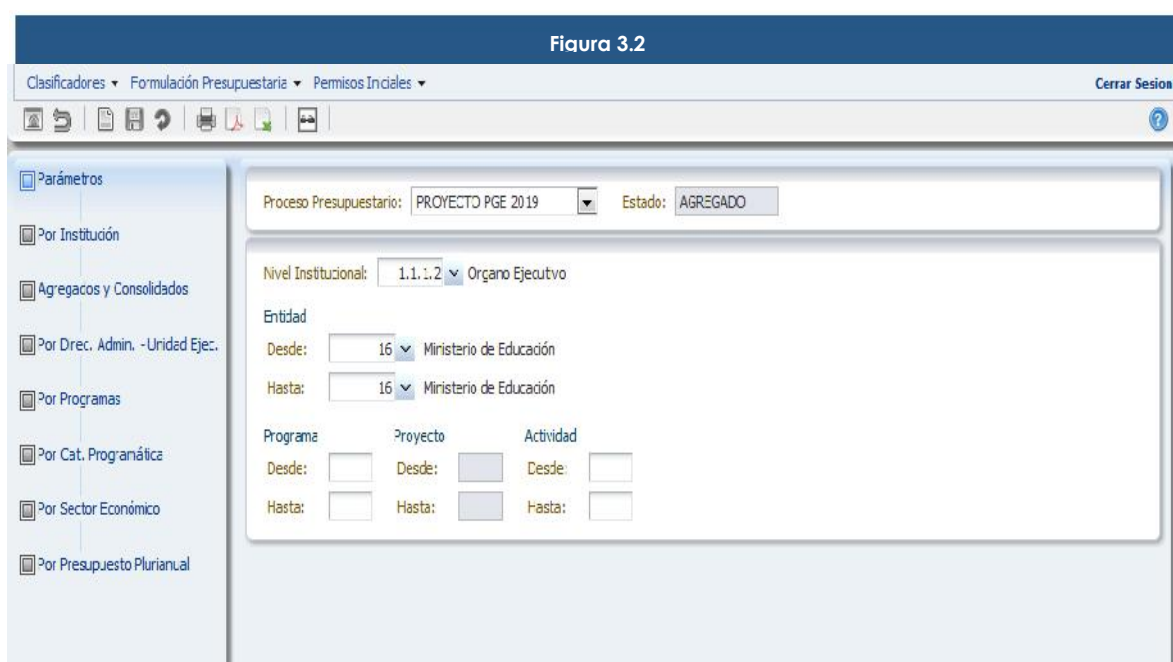 Figura 3.2
Clasificadores Formulación Presupuestaria Permisos Iniciales
Cerrar Sesion
Parámetros
Por Institución
Agregados y Consolidados
Por Direc. Admin. -Unidad Ejec.
Por Programas
Por Cat. Programática
Por Sector Económico
Por Presupuesto Plurianual
Proceso Presupuestario: PROYECTO PGE 2019 Estado: AGREGADO
Nivel Institucional: 1.1.1.2 Organo Ejecutivo
Entidad
Desde: 16 Ministerio de Educación
Hasta: 16 Ministerio de Educación
Programa Proyecto Actividad
Desde: Desde: Desde:
Hasta: Hasta: Hasta: